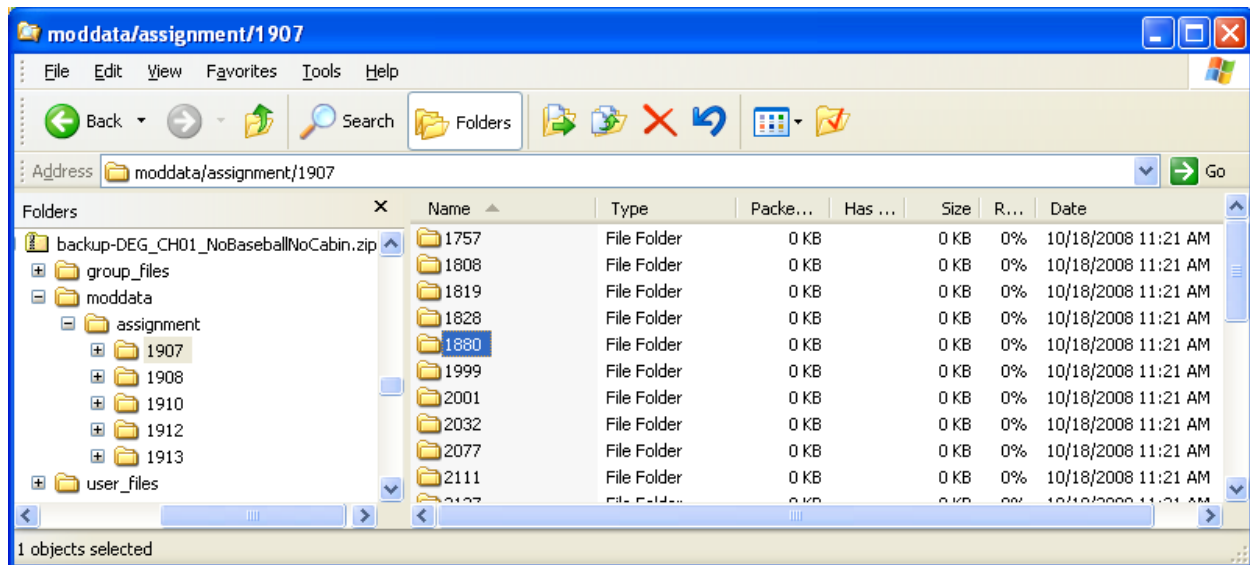 moddata/assignment/1907
File Edit View Favorites Tools Help
Back Search Folders
Address moddata/assignment/1907 Go
Folders x
backup-DEG_CH01_NoBaseballNoCabin.zip
group_files
moddata
assignment
1907
1908
1910
1912
1913
user_files
Name Type Packe... Has ... Size R... Date
1757 File Folder 0 KB 0 KB 0% 10/18/2008 11:21 AM
1808 File Folder 0 KB 0 KB 0% 10/18/2008 11:21 AM
1819 File Folder 0 KB 0 KB 0% 10/18/2008 11:21 AM
1828 File Folder 0 KB 0 KB 0% 10/18/2008 11:21 AM
1880 File Folder 0 KB 0 KB 0% 10/18/2008 11:21 AM
1999 File Folder 0 KB 0 KB 0% 10/18/2008 11:21 AM
2001 File Folder 0 KB 0 KB 0% 10/18/2008 11:21 AM
2032 File Folder 0 KB 0 KB 0% 10/18/2008 11:21 AM
2077 File Folder 0 KB 0 KB 0% 10/18/2008 11:21 AM
2111 File Folder 0 KB 0 KB 0% 10/18/2008 11:21 AM
1 objects selected